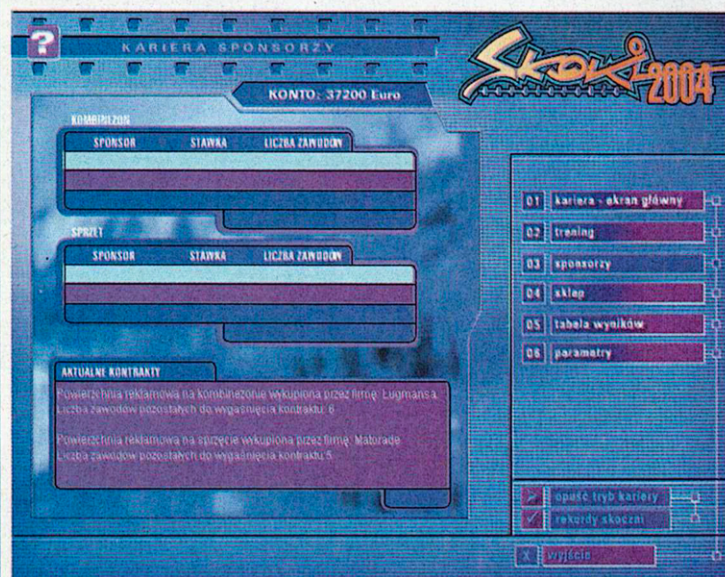 ?
KARIERA SPONSORZY
SKOKI 2004
KONTO: 37200 Euro
KOMBINEZON
SPONSOR STAWKA LICZBA ZAWODÓW
SPRZĘT
SPONSOR STAWKA LICZBA ZAWODÓW
AKTUALNE KONTRAKTY
Powierzchnia reklamowa na kombinezonie wykupiona przez firmę: Ługmansa
Liczba zawodów pozostałych do wygaśnięcia kontraktu: 6
Powierzchnia reklamowa na sprzęcie wykupiona przez firmę: Matorade
Liczba zawodów pozostałych do wygaśnięcia kontraktu: 5
01 kariera - ekran główny
02 trening
03 sponsorzy
04 sklep
05 tabela wyników
06 parametry
opuść tryb kariery
rekordy skoczni
X wyjście